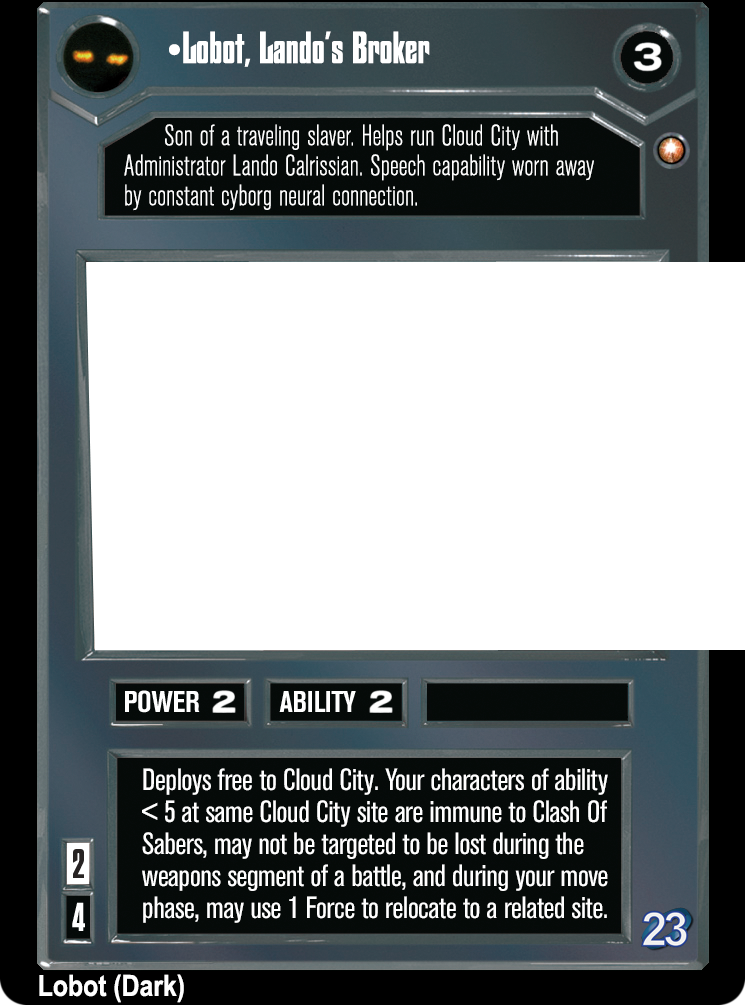 •Lobot, Lando's Broker
3
Son of a traveling slaver. Helps run Cloud City with
Administrator Lando Calrissian. Speech capability worn away
by constant cyborg neural connection.
POWER 2
ABILITY 2
Deploys free to Cloud City. Your characters of ability
< 5 at same Cloud City site are immune to Clash Of
Sabers, may not be targeted to be lost during the
weapons segment of a battle, and during your move
phase, may use 1 Force to relocate to a related site.
2
4
23
Lobot (Dark)